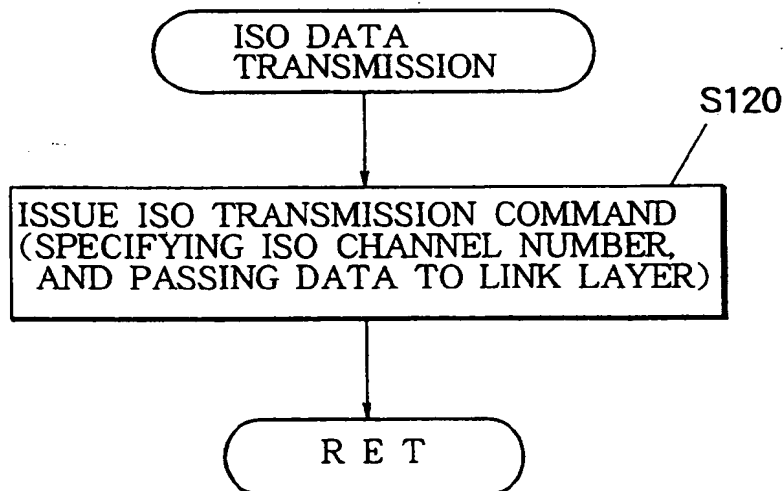 ISO DATA
TRANSMISSION
S120
ISSUE ISO TRANSMISSION COMMAND
(SPECIFYING ISO CHANNEL NUMBER,
AND PASSING DATA TO LINK LAYER)
R E T